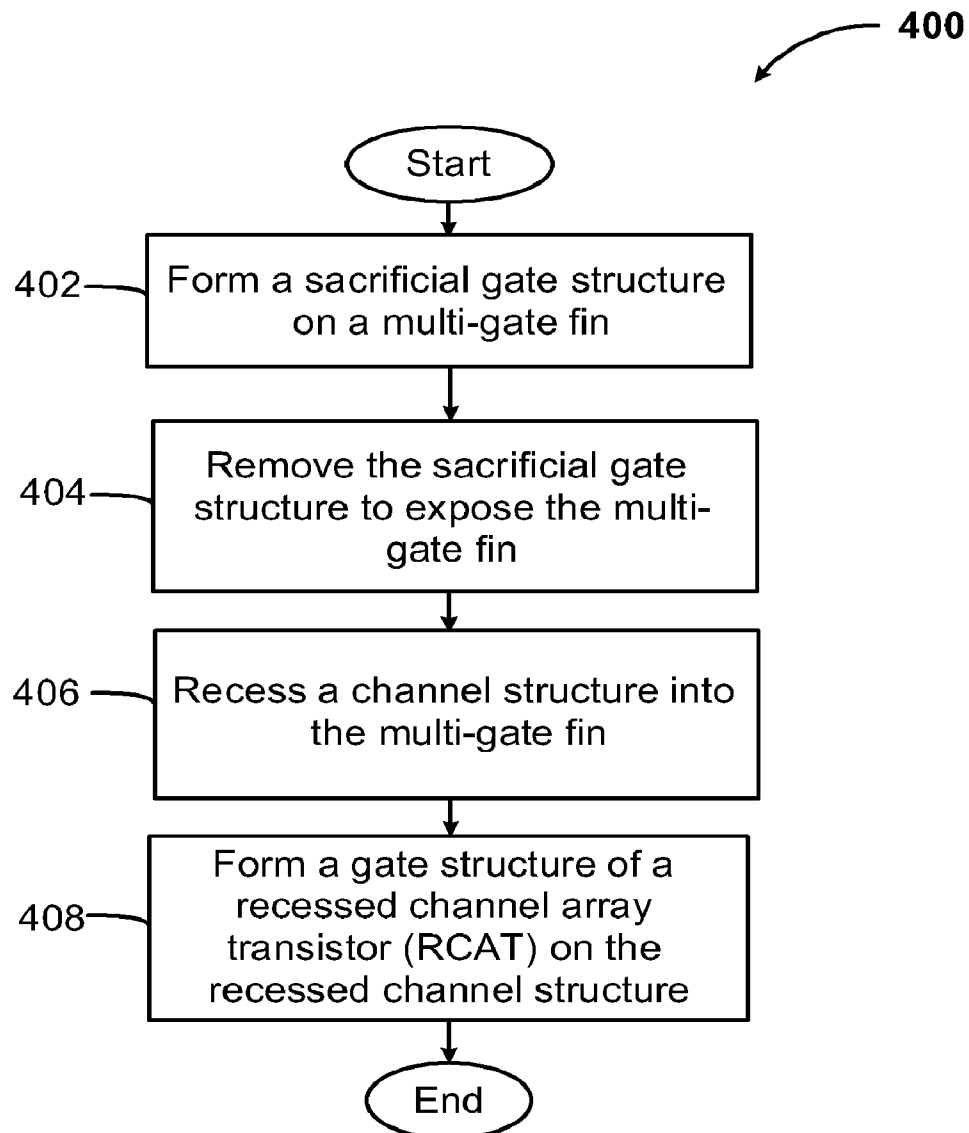 400
Start
402
Form a sacrificial gate structure
on a multi-gate fin
404
Remove the sacrificial gate
structure to expose the multi-
gate fin
406
Recess a channel structure into
the multi-gate fin
408
Form a gate structure of a
recessed channel array
transistor (RCAT) on the
recessed channel structure
End